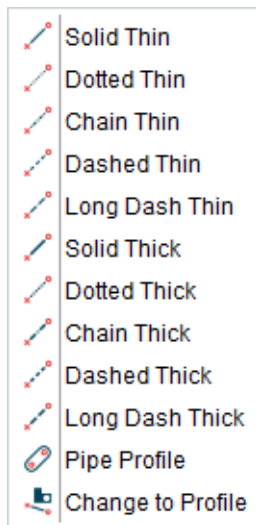 Solid Thin
Dotted Thin
Chain Thin
Dashed Thin
Long Dash Thin
Solid Thick
Dotted Thick
Chain Thick
Dashed Thick
Long Dash Thick
Pipe Profile
Change to Profile